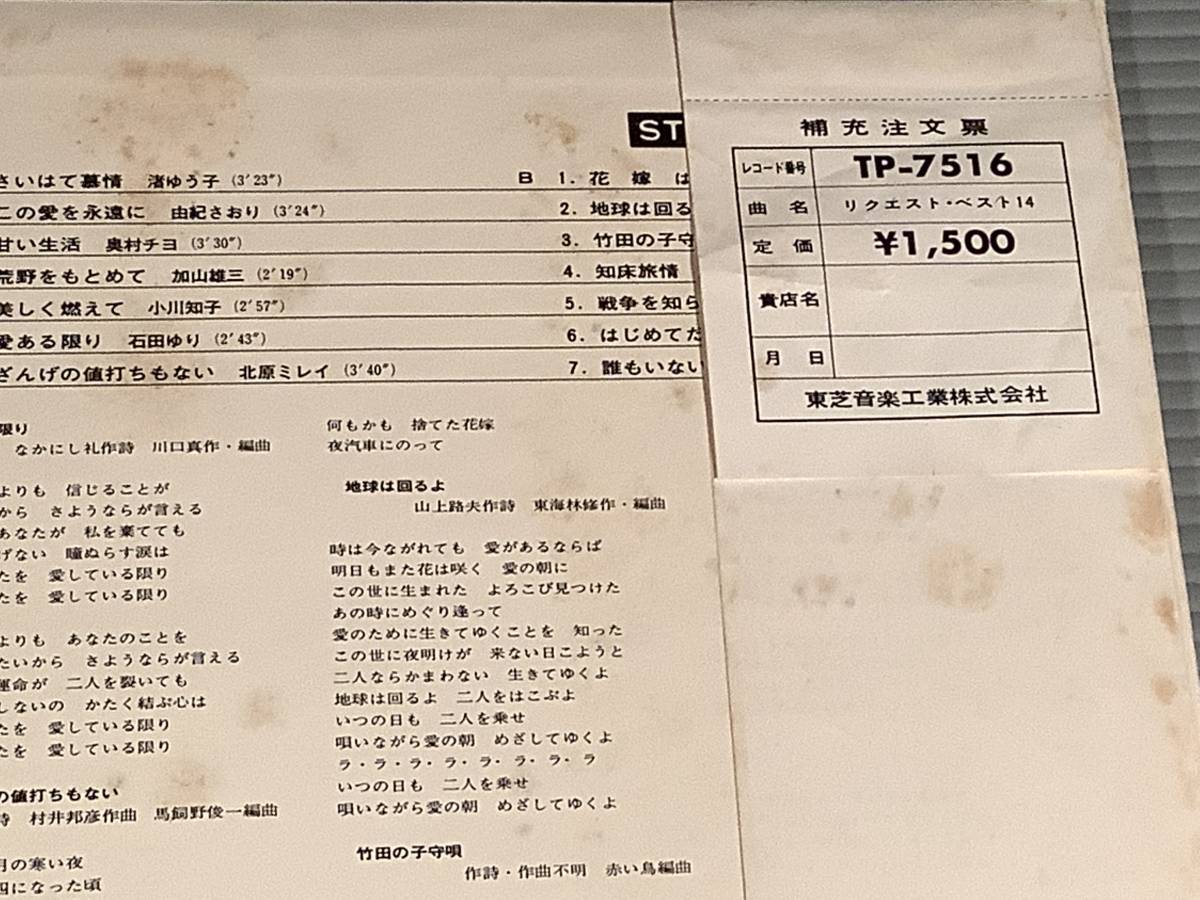 ST
さいはて慕情 渚ゆう子 (3′23″)
この愛を永遠に 由紀さおり (3′24″)
甘い生活 奥村チヨ (3′30″)
荒野をもとめて 加山雄三 (2′19″)
美しく燃えて 小川知子 (2′57″)
愛ある限り 石田ゆり (2′43″)
ざんげの値打ちもない 北原ミレイ (3′40″)
B 1. 花嫁は
2. 地球は回る
3. 竹田の子守
4. 知床旅情
5. 戦争を知ら
6. はじめてだ
7. 誰もいない
補充注文票
レコード番号 TP-7516
曲名 リクエスト・ベスト14
定価 ¥1,500
貴店名
月日
東芝音楽工業株式会社
限り
なかにし礼作詩 川口真作・編曲
よりも 信じることが
から さようならが言える
あなたが 私を棄てても
げない 瞳ぬらす涙は
たを 愛している限り
たを 愛している限り
よりも あなたのことを
たいから さようならが言える
運命が 二人を裂いても
しないの かたく結ぶ心は
たを 愛している限り
たを 愛している限り
の値打ちもない
詩 村井邦彦作曲 馬飼野俊一編曲
月の寒い夜
四になった頃
何もかも 捨てた花嫁
夜汽車にのって
地球は回るよ
山上路夫作詩 東海林修作・編曲
時は今ながれても 愛があるならば
明日もまた花は咲く 愛の朝に
この世に生まれた よろこび見つけた
あの時にめぐり逢って
愛のために生きてゆくことを 知った
この世に夜明けが 来ない日こようと
二人ならかまわない 生きてゆくよ
地球は回るよ 二人をはこぶよ
いつの日も 二人を乗せ
唄いながら愛の朝 めざしてゆくよ
ラ・ラ・ラ・ラ・ラ・ラ・ラ・ラ
いつの日も 二人を乗せ
唄いながら愛の朝 めざしてゆくよ
竹田の子守唄
作詩・作曲不明 赤い鳥編曲